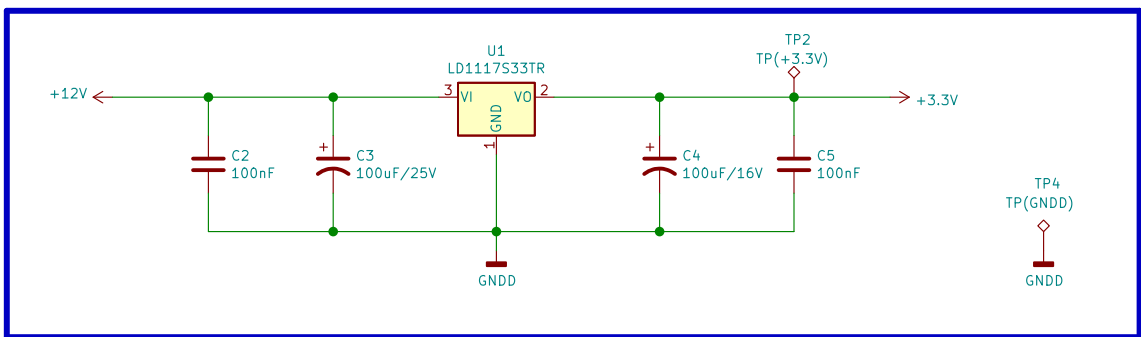 TP2
TP(+3.3V)
U1
LD1117S33TR
+12V
3
VI
VO
2
+3.3V
GND
1
+
C2
100nF
+
C3
100uF/25V
+
C4
100uF/16V
C5
100nF
TP4
TP(GNDD)
GNDD
GNDD